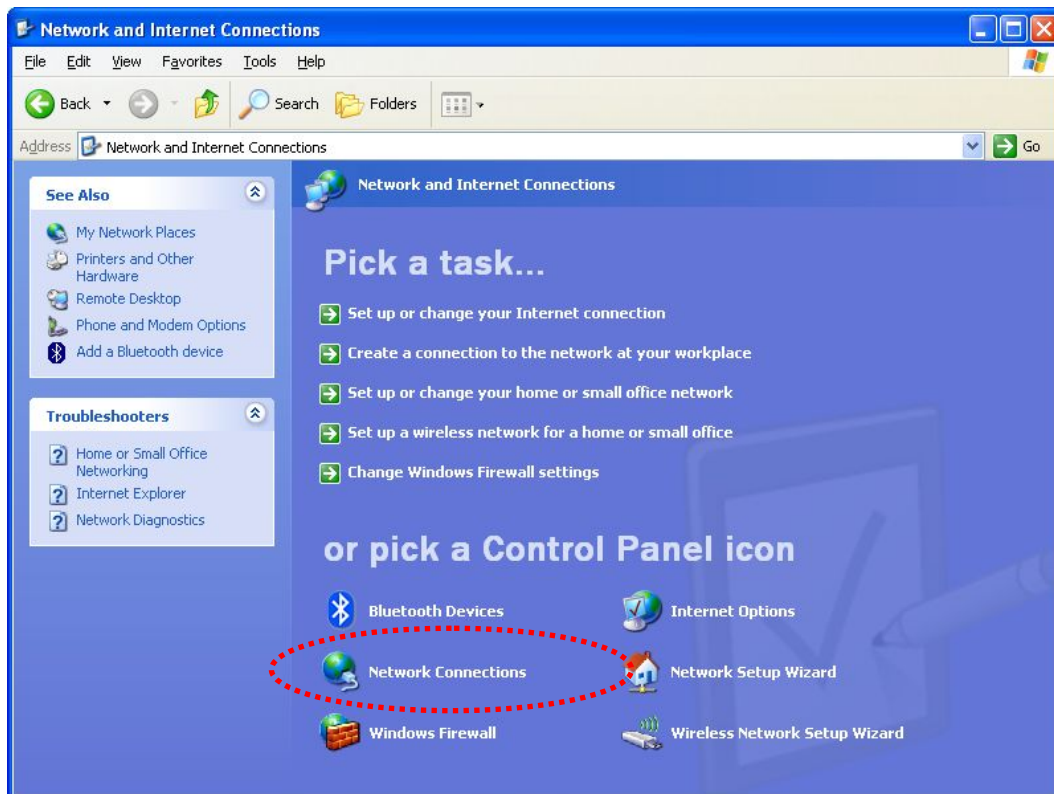 Network and Internet Connections
File Edit View Favorites Tools Help
Back Search Folders
Address Network and Internet Connections Go
See Also
My Network Places
Printers and Other
Hardware
Remote Desktop
Phone and Modem Options
Add a Bluetooth device
Troubleshooters
Home or Small Office
Networking
Internet Explorer
Network Diagnostics
Network and Internet Connections
Pick a task...
Set up or change your Internet connection
Create a connection to the network at your workplace
Set up or change your home or small office network
Set up a wireless network for a home or small office
Change Windows Firewall settings
or pick a Control Panel icon
Bluetooth Devices
Internet Options
Network Connections
Network Setup Wizard
Windows Firewall
Wireless Network Setup Wizard